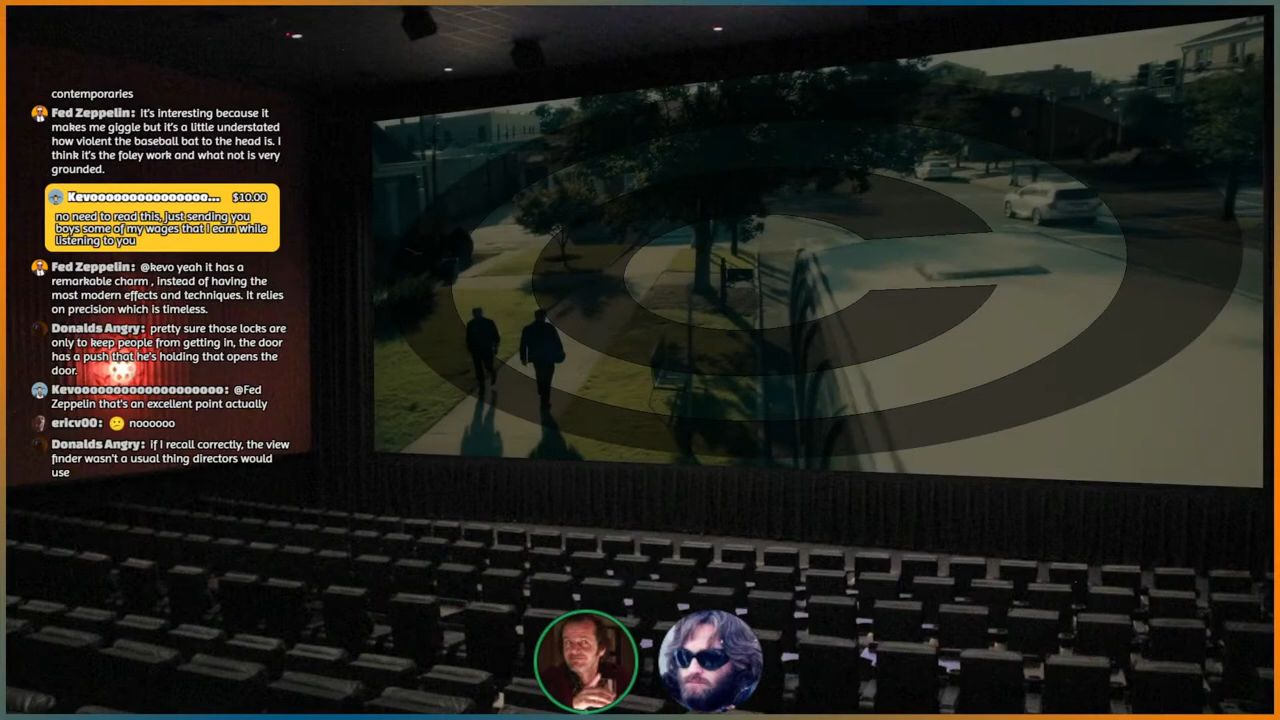 contemporaries
Fed Zeppelin: it's interesting because it
makes me giggle but it's a little understated
how violent the baseball bat to the head is. I
think it's the foley work and what not is very
grounded.
Kevooooooooooooooo... $10.00
no need to read this, just sending you
boys some of my wages that I earn while
listening to you
Fed Zeppelin: @kevo yeah it has a
remarkable charm , instead of having the
most modern effects and techniques. It relies
on precision which is timeless.
Donalds Angry: pretty sure those locks are
only to keep people from getting in, the door
has a push that he's holding that opens the
door.
Kevooooooooooooooooooo: @Fed
Zeppelin that's an excellent point actually
ericv00: 🫤 noooooo
Donalds Angry: if I recall correctly, the view
finder wasn't a usual thing directors would
use